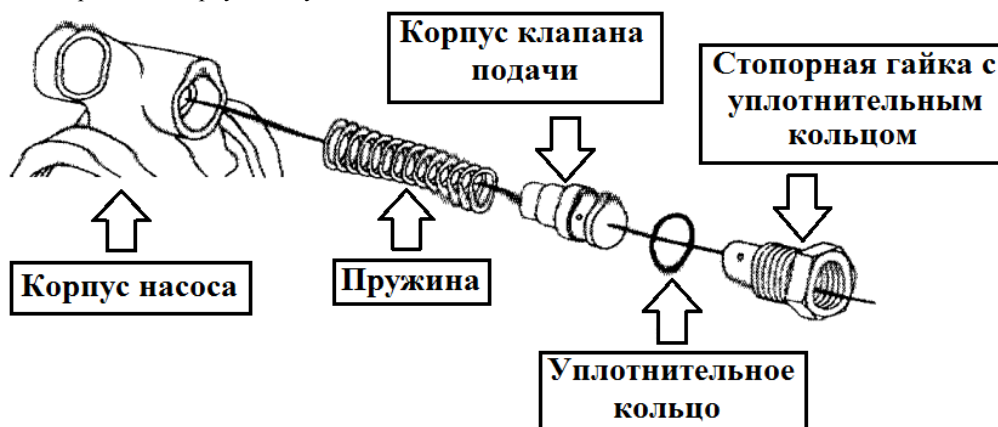 Корпус клапана
подачи
Стопорная гайка с
уплотнительным
кольцом
Корпус насоса
Пружина
Уплотнительное
кольцо